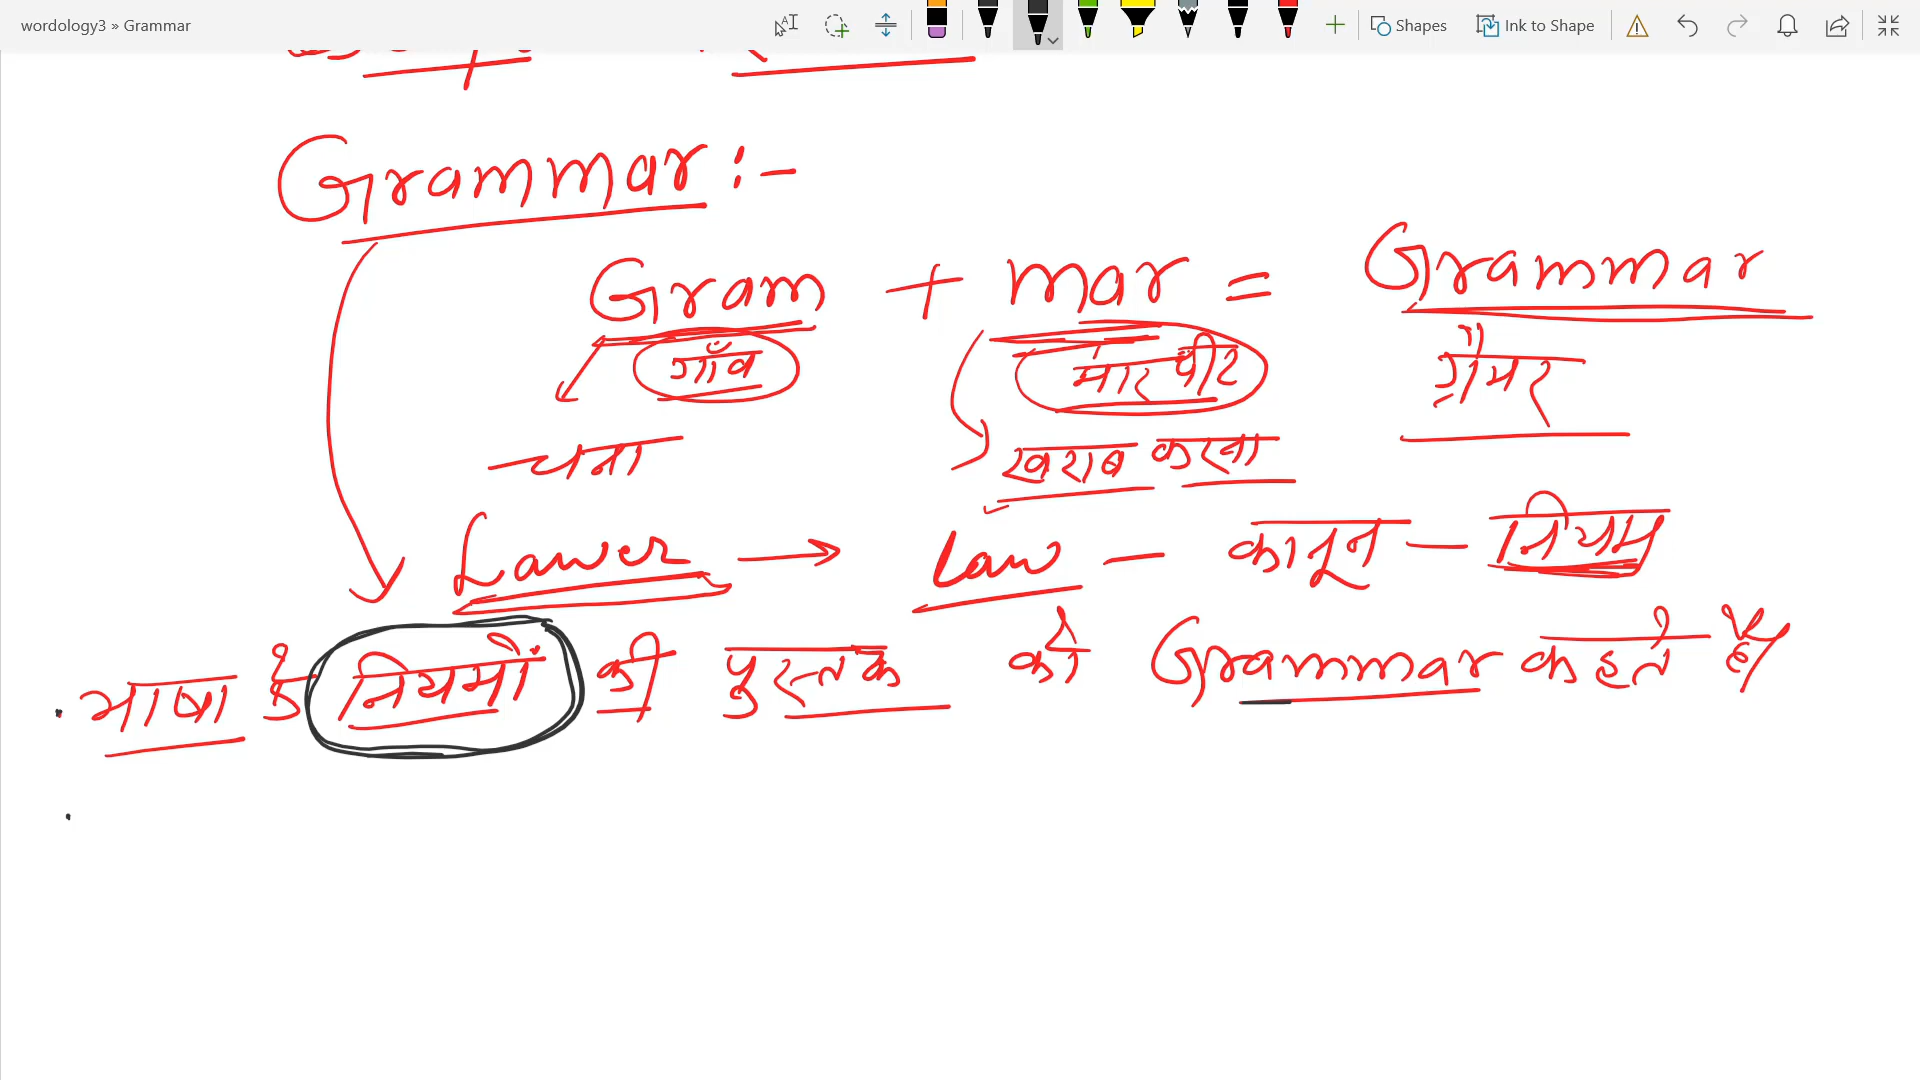 wordology3 » Grammar
Shapes
Ink to Shape
Grammar :-
Gram + mar = Grammar
गाँव मारपीट ग्रैमर
चना खराब करना
Lawer → Law — कानून — नियम
भाषा के नियमों की पुस्तक को Grammar कहते हैं